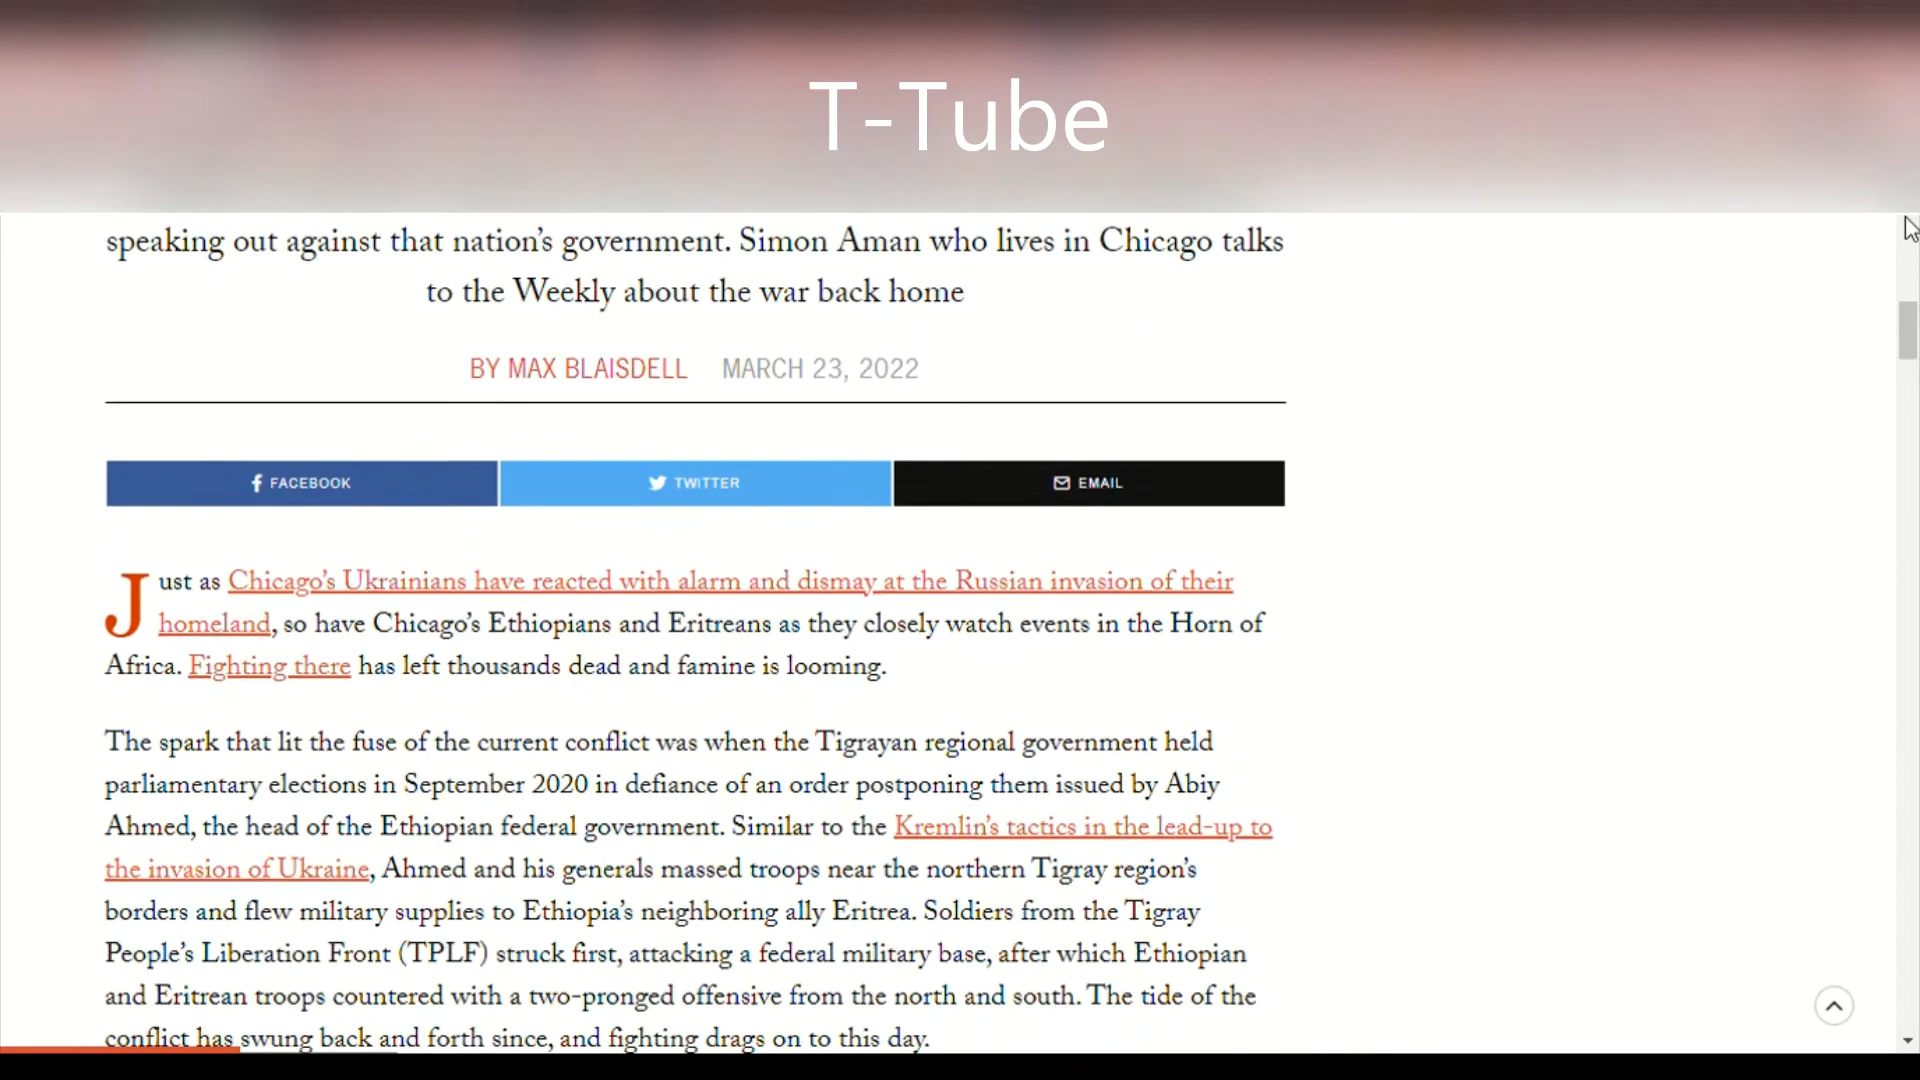 T-Tube
speaking out against that nation's government. Simon Aman who lives in Chicago talks
to the Weekly about the war back home
BY MAX BLAISDELL MARCH 23, 2022
FACEBOOK TWITTER EMAIL
Just as Chicago's Ukrainians have reacted with alarm and dismay at the Russian invasion of their
homeland, so have Chicago's Ethiopians and Eritreans as they closely watch events in the Horn of
Africa. Fighting there has left thousands dead and famine is looming.
The spark that lit the fuse of the current conflict was when the Tigrayan regional government held
parliamentary elections in September 2020 in defiance of an order postponing them issued by Abiy
Ahmed, the head of the Ethiopian federal government. Similar to the Kremlin's tactics in the lead-up to
the invasion of Ukraine, Ahmed and his generals massed troops near the northern Tigray region's
borders and flew military supplies to Ethiopia's neighboring ally Eritrea. Soldiers from the Tigray
People's Liberation Front (TPLF) struck first, attacking a federal military base, after which Ethiopian
and Eritrean troops countered with a two-pronged offensive from the north and south. The tide of the
conflict has swung back and forth since, and fighting drags on to this day.